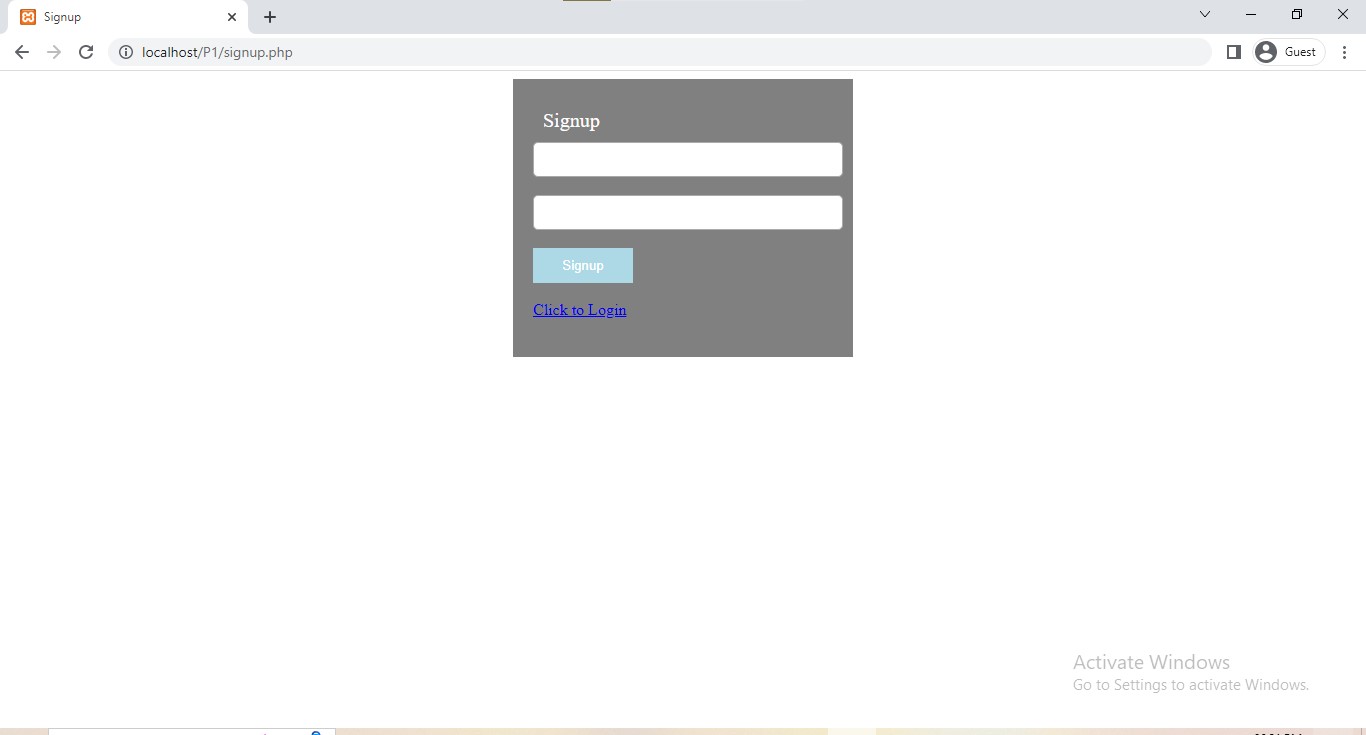 Signup
localhost/P1/signup.php
Guest
Signup
Signup
Click to Login
Activate Windows
Go to Settings to activate Windows.